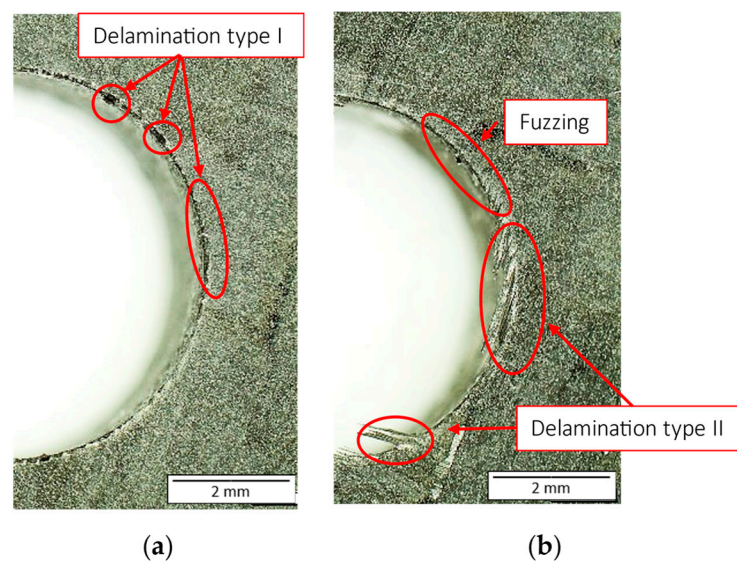 Delamination type I
Fuzzing
Delamination type II
2 mm
2 mm
(a)
(b)